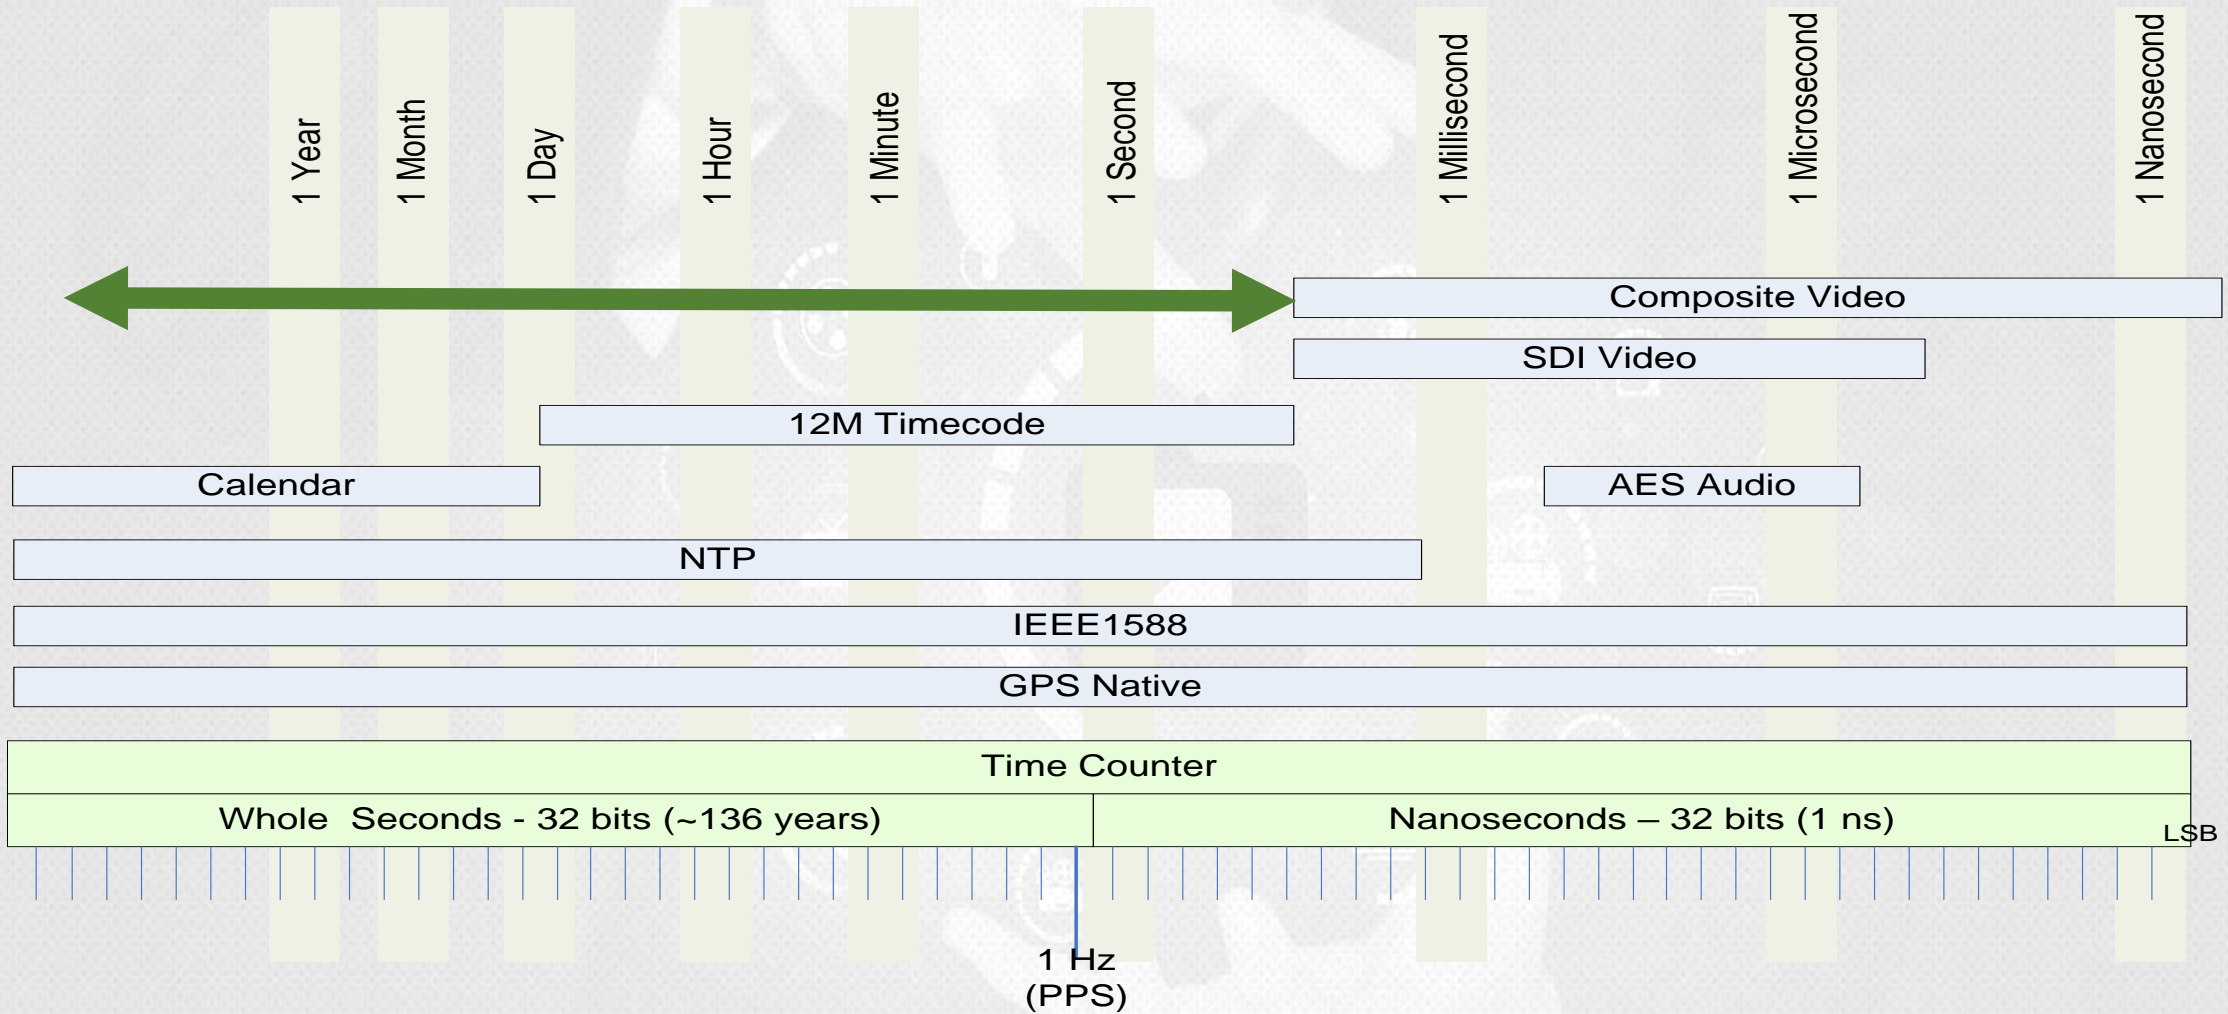 1 Year
1 Month
1 Day
1 Hour
1 Minute
1 Second
1 Millisecond
1 Microsecond
1 Nanosecond
Composite Video
SDI Video
12M Timecode
Calendar
AES Audio
NTP
IEEE1588
GPS Native
Time Counter
Whole Seconds - 32 bits (~136 years)
Nanoseconds – 32 bits (1 ns)
LSB
1 Hz
(PPS)